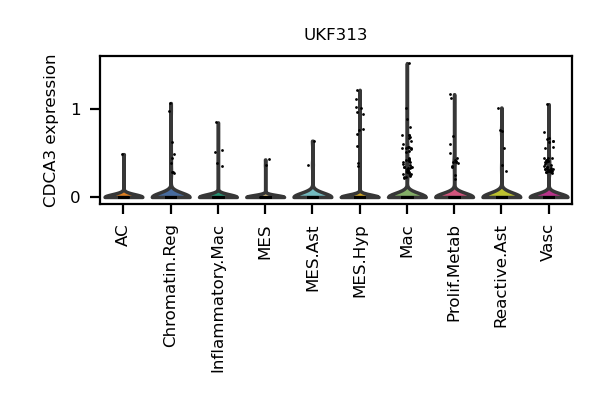 UKF313
CDCA3 expression
1
0
AC
Chromatin.Reg
Inflammatory.Mac
MES
MES.Ast
MES.Hyp
Mac
Prolif.Metab
Reactive.Ast
Vasc